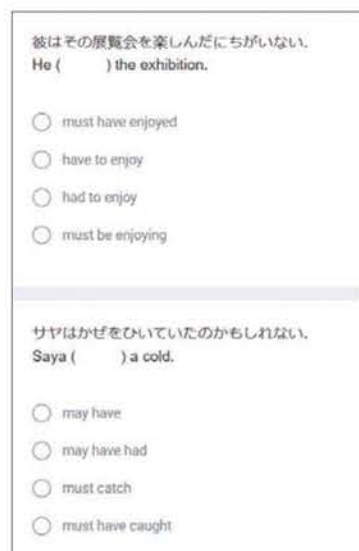 彼はその展覧会を楽しんだにちがいない.
He ( ) the exhibition.
must have enjoyed
have to enjoy
had to enjoy
must be enjoying
サヤはかぜをひいていたのかもしれない.
Saya ( ) a cold.
may have
may have had
must catch
must have caught